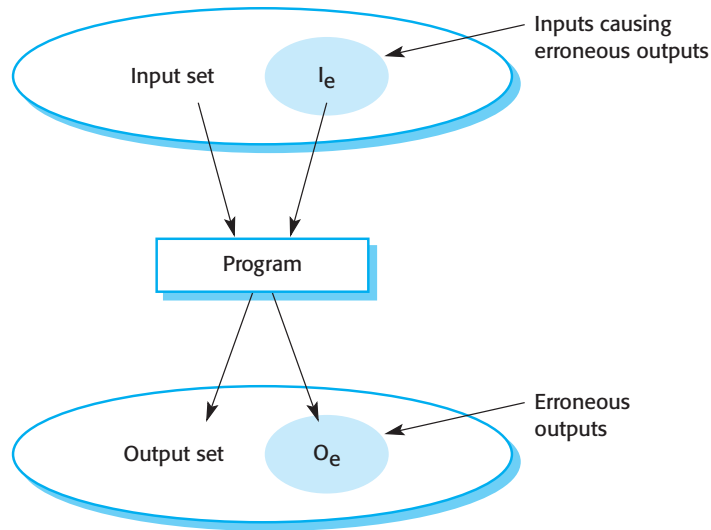 Inputs causing
erroneous outputs
Input set
Ie
Program
Erroneous
outputs
Output set
Oe